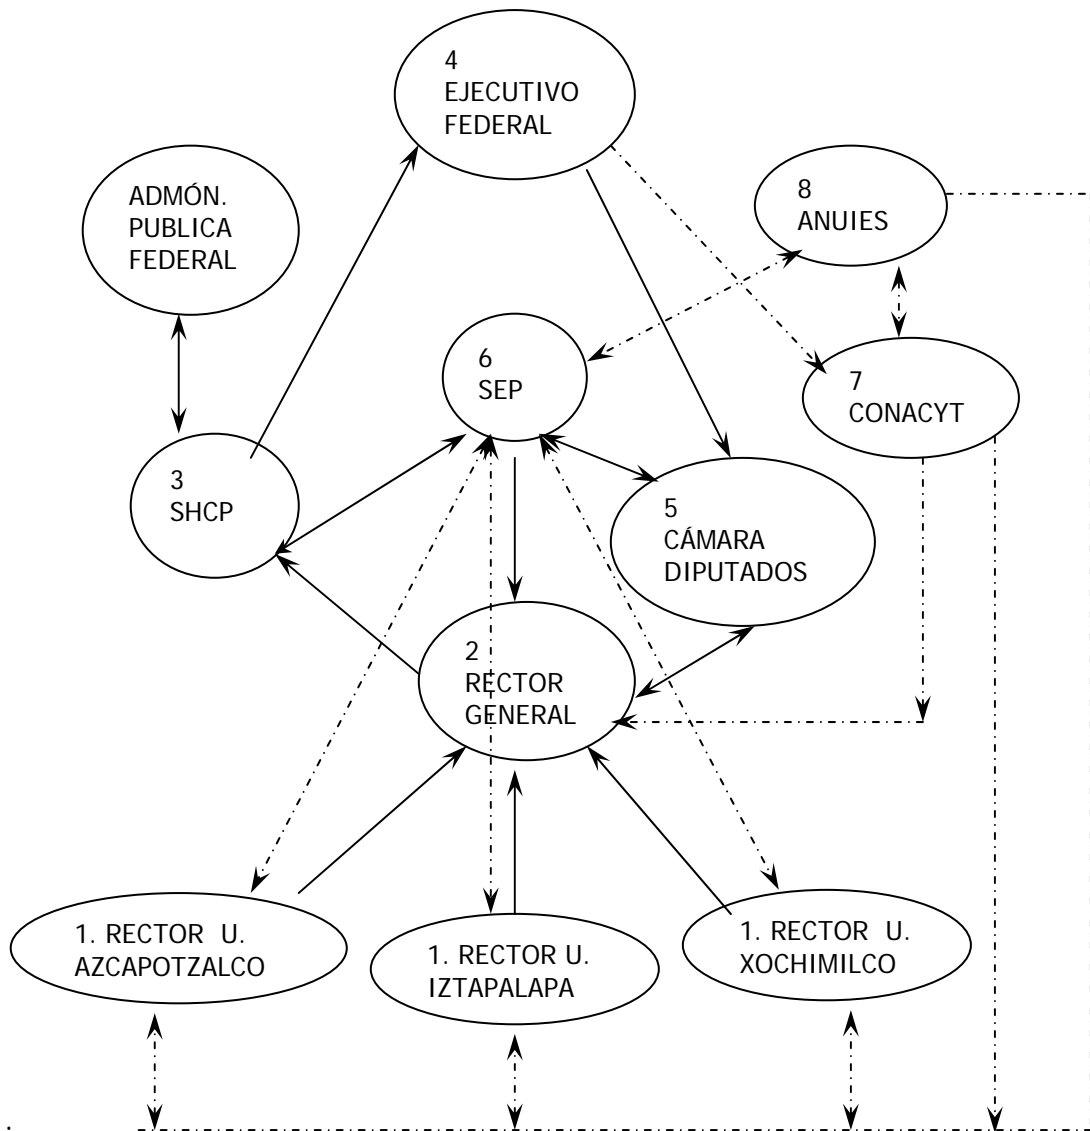 4
EJECUTIVO
FEDERAL
ADMÓN.
PUBLICA
FEDERAL
8
ANUIES
6
SEP
7
CONACYT
3
SHCP
5
CÁMARA
DIPUTADOS
2
RECTOR
GENERAL
1. RECTOR U.
AZCAPOTZALCO
1. RECTOR U.
IZTAPALAPA
1. RECTOR U.
XOCHIMILCO
.